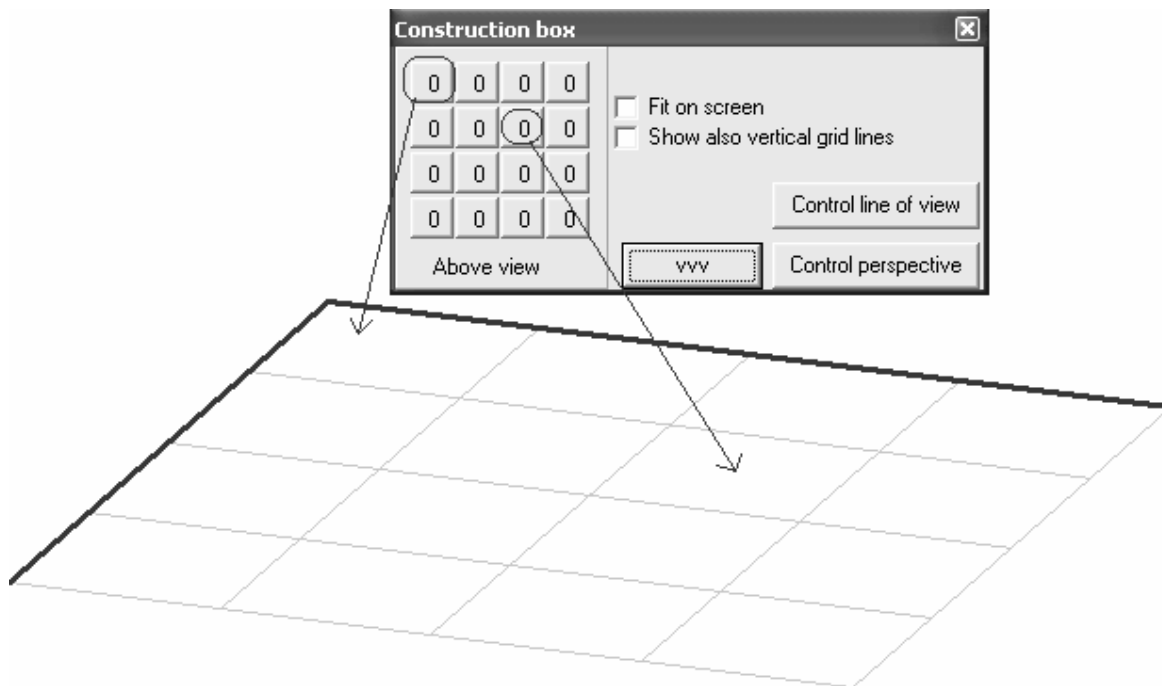 Construction box
0 0 0 0
0 0 0 0
0 0 0 0
0 0 0 0
Above view
Fit on screen
Show also vertical grid lines
Control line of view
vvv
Control perspective